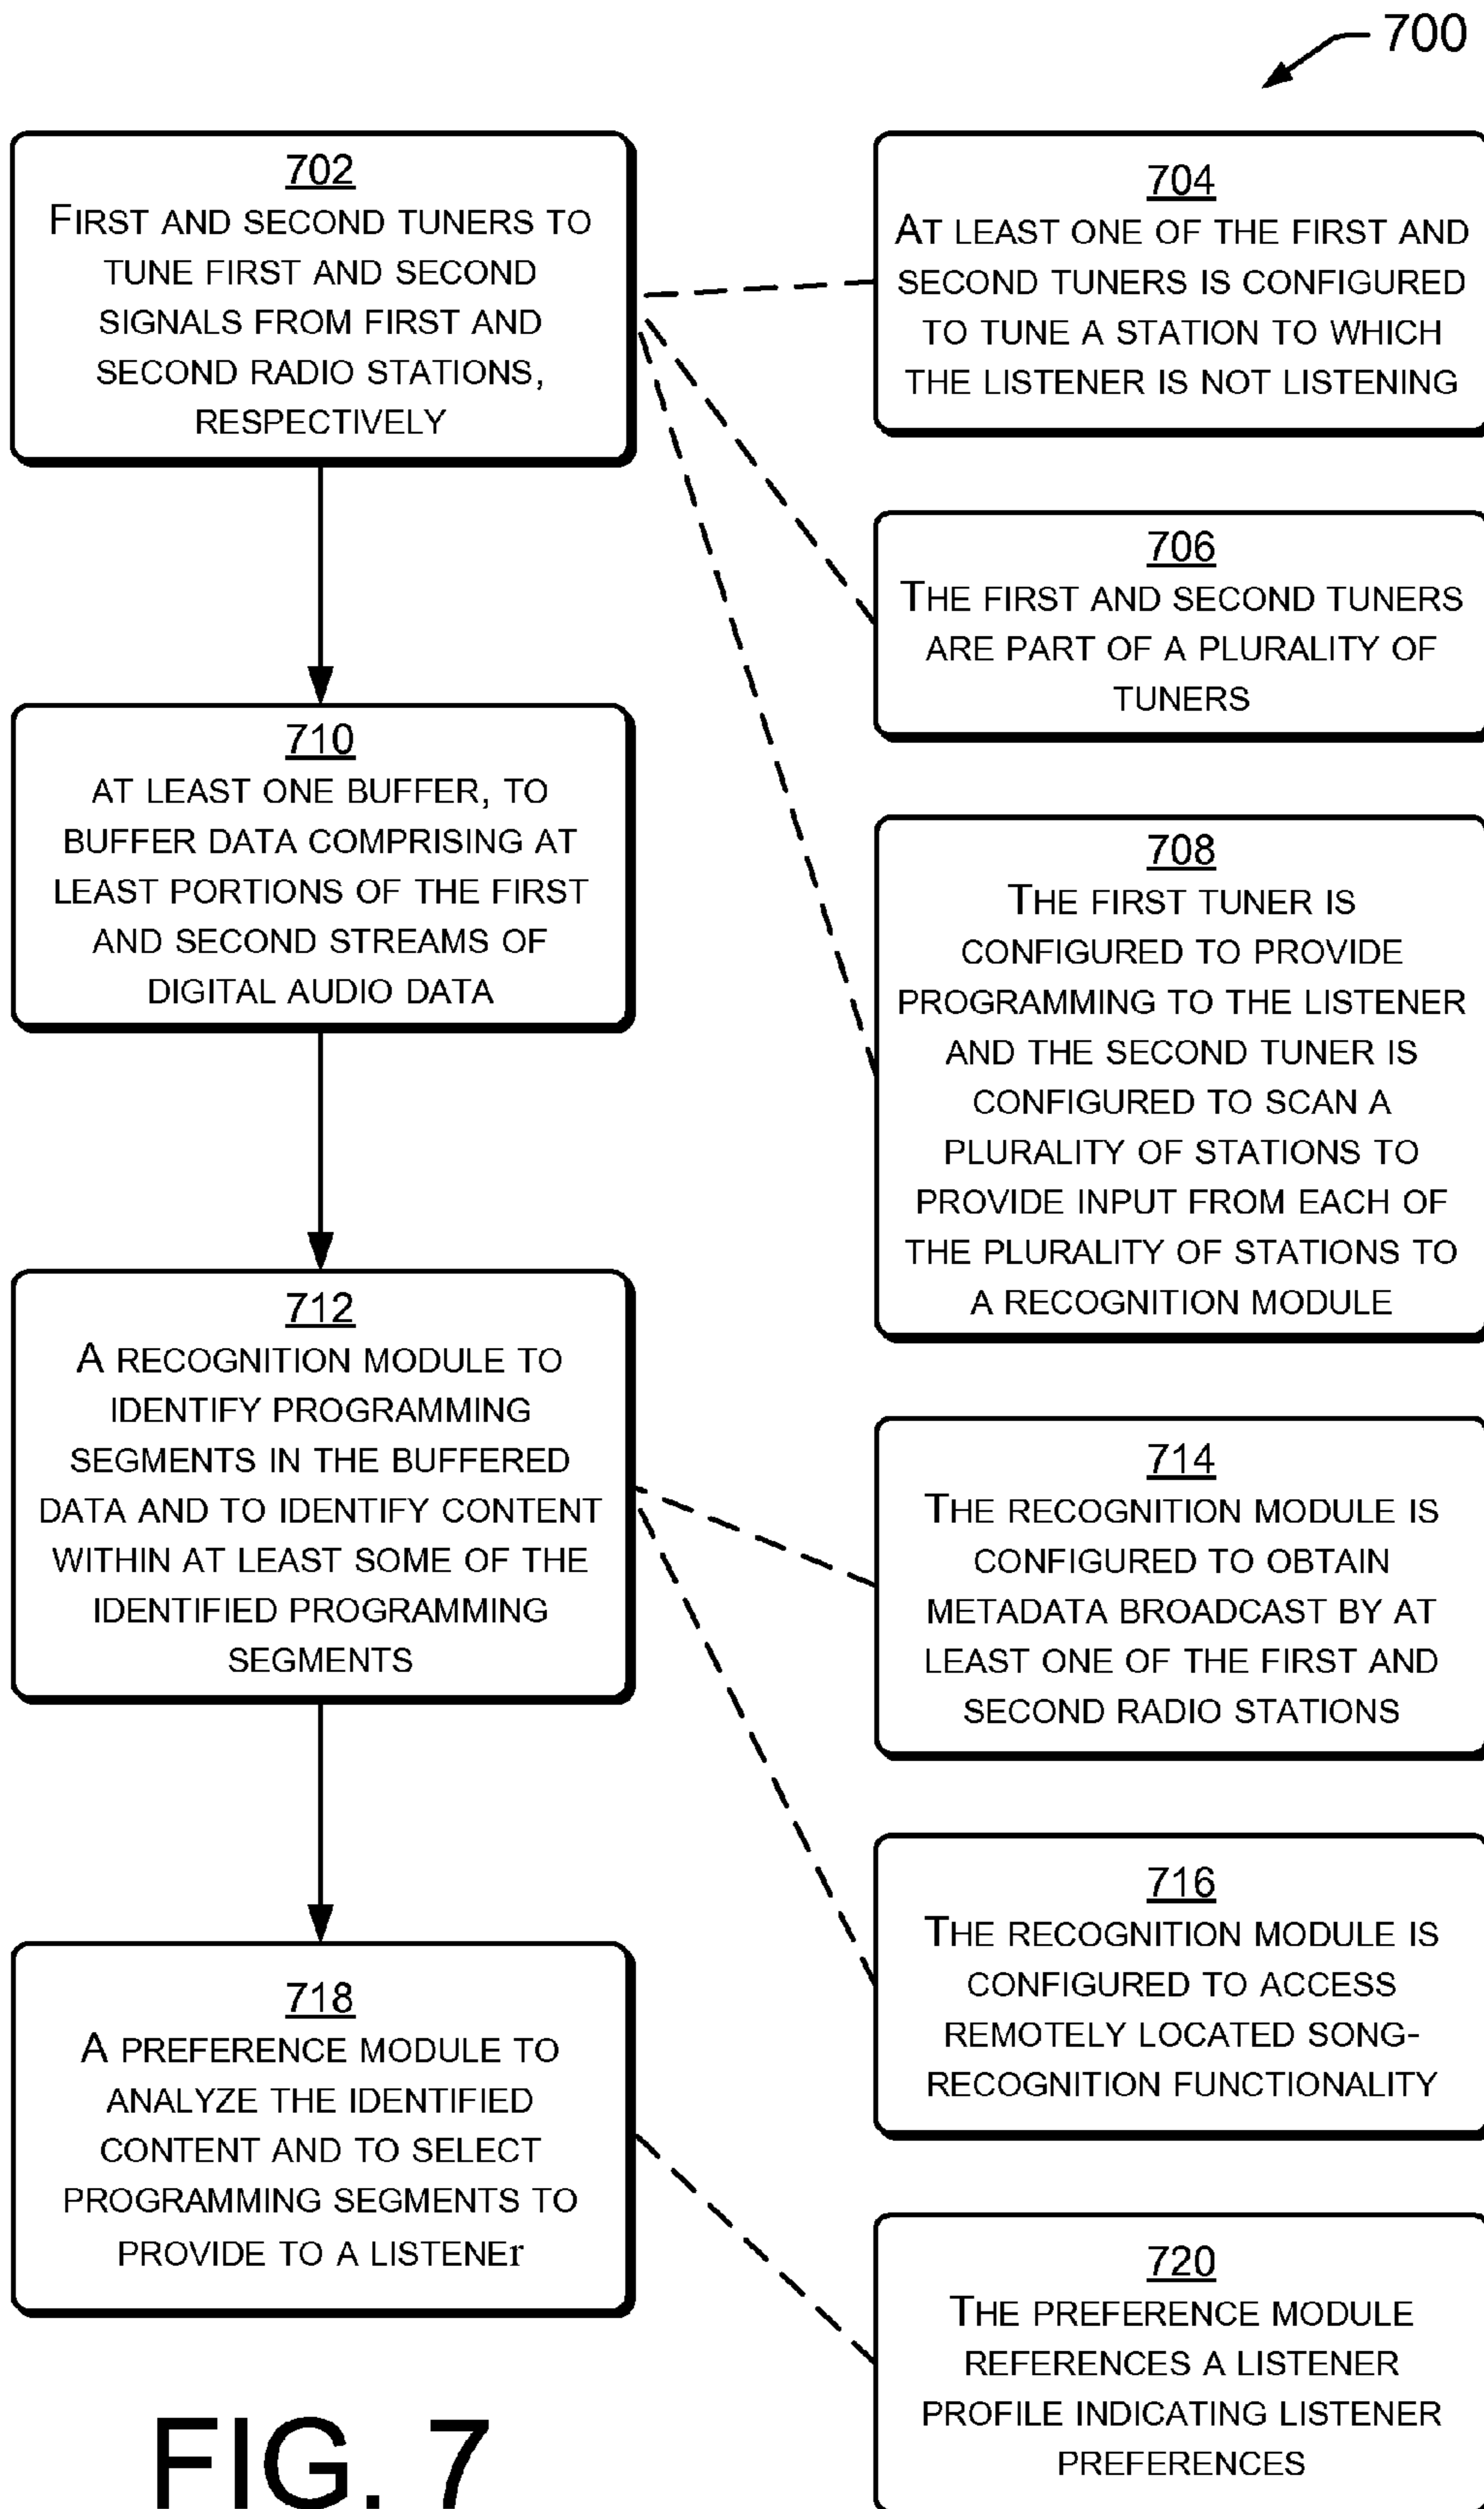 700
702
FIRST AND SECOND TUNERS TO
TUNE FIRST AND SECOND
SIGNALS FROM FIRST AND
SECOND RADIO STATIONS,
RESPECTIVELY
704
AT LEAST ONE OF THE FIRST AND
SECOND TUNERS IS CONFIGURED
TO TUNE A STATION TO WHICH
THE LISTENER IS NOT LISTENING
706
THE FIRST AND SECOND TUNERS
ARE PART OF A PLURALITY OF
TUNERS
708
THE FIRST TUNER IS
CONFIGURED TO PROVIDE
PROGRAMMING TO THE LISTENER
AND THE SECOND TUNER IS
CONFIGURED TO SCAN A
PLURALITY OF STATIONS TO
PROVIDE INPUT FROM EACH OF
THE PLURALITY OF STATIONS TO
A RECOGNITION MODULE
710
AT LEAST ONE BUFFER, TO
BUFFER DATA COMPRISING AT
LEAST PORTIONS OF THE FIRST
AND SECOND STREAMS OF
DIGITAL AUDIO DATA
712
A RECOGNITION MODULE TO
IDENTIFY PROGRAMMING
SEGMENTS IN THE BUFFERED
DATA AND TO IDENTIFY CONTENT
WITHIN AT LEAST SOME OF THE
IDENTIFIED PROGRAMMING
SEGMENTS
714
THE RECOGNITION MODULE IS
CONFIGURED TO OBTAIN
METADATA BROADCAST BY AT
LEAST ONE OF THE FIRST AND
SECOND RADIO STATIONS
716
THE RECOGNITION MODULE IS
CONFIGURED TO ACCESS
REMOTELY LOCATED SONG-
RECOGNITION FUNCTIONALITY
718
A PREFERENCE MODULE TO
ANALYZE THE IDENTIFIED
CONTENT AND TO SELECT
PROGRAMMING SEGMENTS TO
PROVIDE TO A LISTENEr
720
THE PREFERENCE MODULE
REFERENCES A LISTENER
PROFILE INDICATING LISTENER
PREFERENCES
FIG. 7